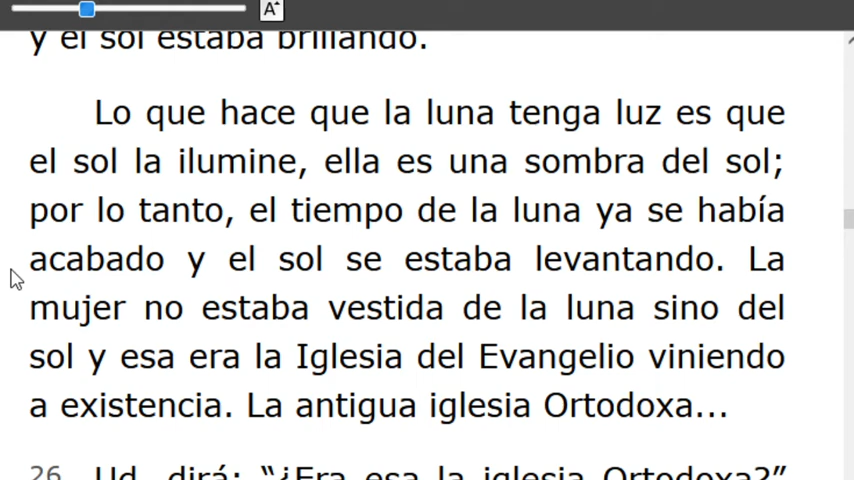 A
y el sol estaba brillando.
Lo que hace que la luna tenga luz es que
el sol la ilumine, ella es una sombra del sol;
por lo tanto, el tiempo de la luna ya se había
acabado y el sol se estaba levantando. La
mujer no estaba vestida de la luna sino del
sol y esa era la Iglesia del Evangelio viniendo
a existencia. La antigua iglesia Ortodoxa...
26 Ud. dirá: “¿Era esa la iglesia Ortodoxa?”